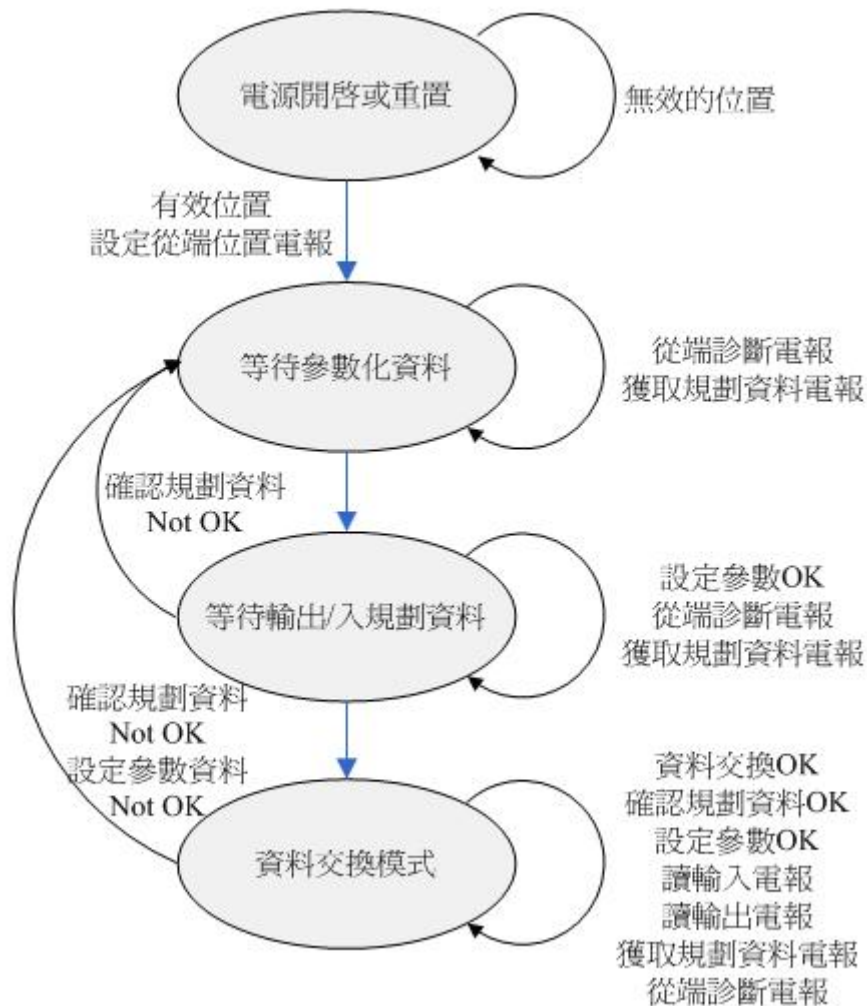 電源開啓或重置
無效的位置
有效位置
設定從端位置電報
等待參數化資料
從端診斷電報
獲取規劃資料電報
確認規劃資料
Not OK
等待輸出/入規劃資料
設定參數OK
從端診斷電報
獲取規劃資料電報
確認規劃資料
Not OK
設定參數資料
Not OK
資料交換模式
資料交換OK
確認規劃資料OK
設定參數OK
讀輸入電報
讀輸出電報
獲取規劃資料電報
從端診斷電報